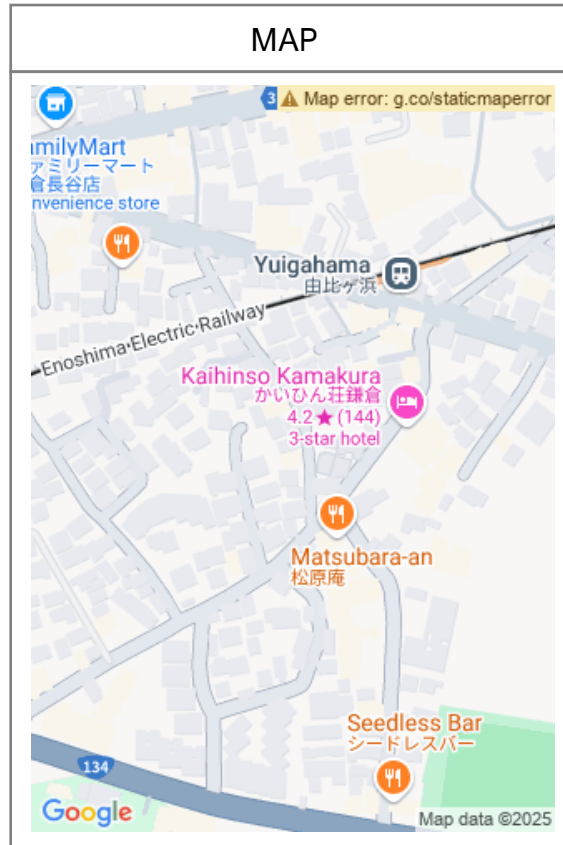 MAP
3
Map error: g.co/staticmaperror
amilyMart
ァミリーマート
倉長谷店
nvenience store
Yuigahama
由比ヶ浜
Enoshima Electric Railway
Kaihinso Kamakura
かいひん荘鎌倉
4.2★(144)
3-star hotel
Matsubara-an
松原庵
Seedless Bar
シードレスバー
134
Google
Map data ©2025